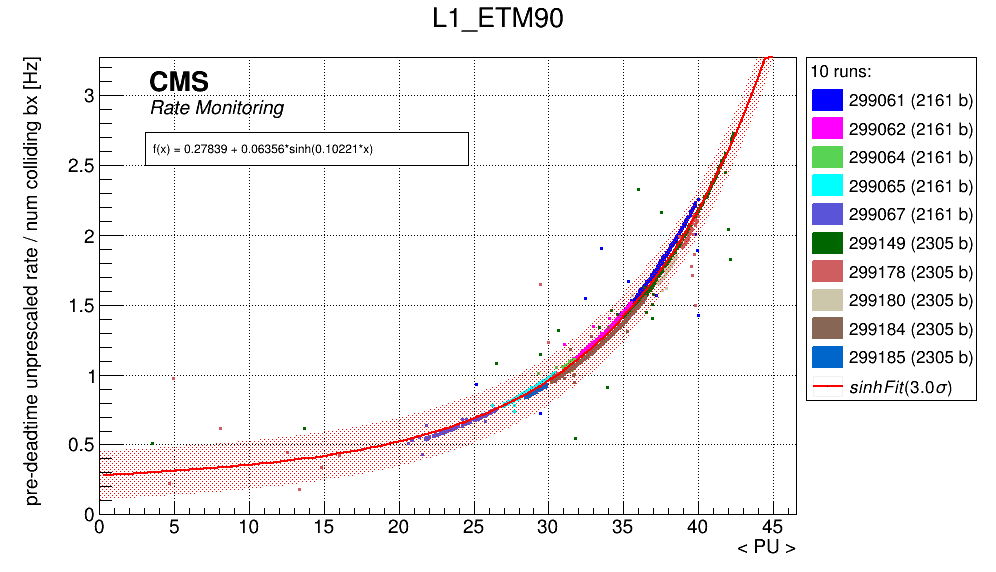 L1_ETM90
pre-deadtime unprescaled rate / num colliding bx [Hz]
CMS
Rate Monitoring
f(x) = 0.27839 + 0.06356*sinh(0.10221*x)
3
2.5
2
1.5
1
0.5
0
0 5 10 15 20 25 30 35 40 45
< PU >
10 runs:
299061 (2161 b)
299062 (2161 b)
299064 (2161 b)
299065 (2161 b)
299067 (2161 b)
299149 (2305 b)
299178 (2305 b)
299180 (2305 b)
299184 (2305 b)
299185 (2305 b)
sinhFit(3.0σ)